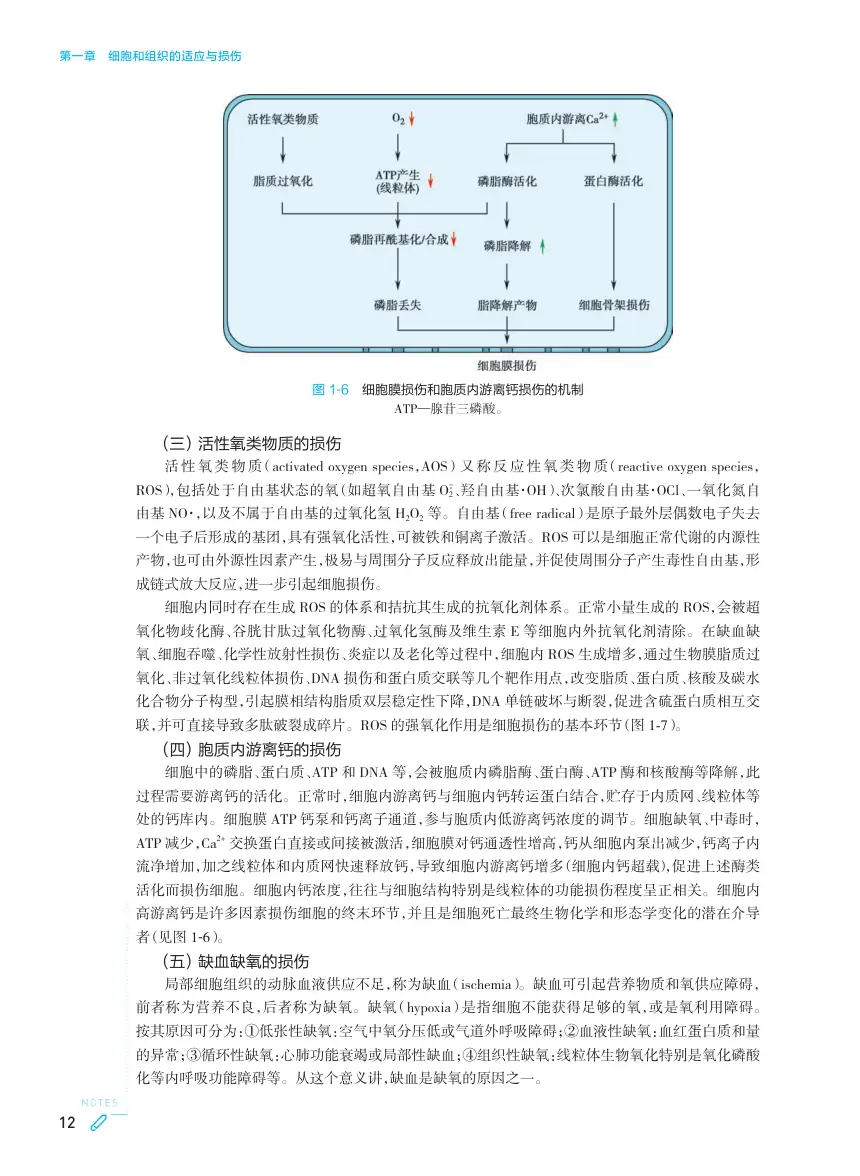 第一章 细胞和组织的适应与损伤
活性氧类物质
O₂
胞质内游离Ca²⁺
脂质过氧化
ATP产生
(线粒体)
磷脂酶活化
蛋白酶活化
磷脂再酰基化/合成
磷脂降解
磷脂丢失
脂降解产物
细胞骨架损伤
细胞膜损伤
图 1-6 细胞膜损伤和胞质内游离钙损伤的机制
ATP—腺苷三磷酸。
（三）活性氧类物质的损伤
活性氧类物质（activated oxygen species,AOS）又称反应性氧类物质（reactive oxygen species,
ROS）,包括处于自由基状态的氧（如超氧自由基 O₂⁻、羟自由基·OH）、次氯酸自由基·OCl、一氧化氮自
由基 NO·,以及不属于自由基的过氧化氢 H₂O₂ 等。自由基（free radical）是原子最外层偶数电子失去
一个电子后形成的基团,具有强氧化活性,可被铁和铜离子激活。ROS 可以是细胞正常代谢的内源性
产物,也可由外源性因素产生,极易与周围分子反应释放出能量,并促使周围分子产生毒性自由基,形
成链式放大反应,进一步引起细胞损伤。
细胞内同时存在生成 ROS 的体系和拮抗其生成的抗氧化剂体系。正常小量生成的 ROS,会被超
氧化物歧化酶、谷胱甘肽过氧化物酶、过氧化氢酶及维生素 E 等细胞内外抗氧化剂清除。在缺血缺
氧、细胞吞噬、化学性放射性损伤、炎症以及老化等过程中,细胞内 ROS 生成增多,通过生物膜脂质过
氧化、非过氧化线粒体损伤、DNA 损伤和蛋白质交联等几个靶作用点,改变脂质、蛋白质、核酸及碳水
化合物分子构型,引起膜相结构脂质双层稳定性下降,DNA 单链破坏与断裂,促进含硫蛋白质相互交
联,并可直接导致多肽破裂成碎片。ROS 的强氧化作用是细胞损伤的基本环节（图 1-7）。
（四）胞质内游离钙的损伤
细胞中的磷脂、蛋白质、ATP 和 DNA 等,会被胞质内磷脂酶、蛋白酶、ATP 酶和核酸酶等降解,此
过程需要游离钙的活化。正常时,细胞内游离钙与细胞内钙转运蛋白结合,贮存于内质网、线粒体等
处的钙库内。细胞膜 ATP 钙泵和钙离子通道,参与胞质内低游离钙浓度的调节。细胞缺氧、中毒时,
ATP 减少,Ca²⁺ 交换蛋白直接或间接被激活,细胞膜对钙通透性增高,钙从细胞内泵出减少,钙离子内
流净增加,加之线粒体和内质网快速释放钙,导致细胞内游离钙增多（细胞内钙超载）,促进上述酶类
活化而损伤细胞。细胞内钙浓度,往往与细胞结构特别是线粒体的功能损伤程度呈正相关。细胞内
高游离钙是许多因素损伤细胞的终末环节,并且是细胞死亡最终生物化学和形态学变化的潜在介导
者（见图 1-6）。
（五）缺血缺氧的损伤
局部细胞组织的动脉血液供应不足,称为缺血（ischemia）。缺血可引起营养物质和氧供应障碍,
前者称为营养不良,后者称为缺氧。缺氧（hypoxia）是指细胞不能获得足够的氧,或是氧利用障碍。
按其原因可分为:①低张性缺氧:空气中氧分压低或气道外呼吸障碍;②血液性缺氧:血红蛋白质和量
的异常;③循环性缺氧:心肺功能衰竭或局部性缺血;④组织性缺氧:线粒体生物氧化特别是氧化磷酸
化等内呼吸功能障碍等。从这个意义讲,缺血是缺氧的原因之一。
NOTES
12